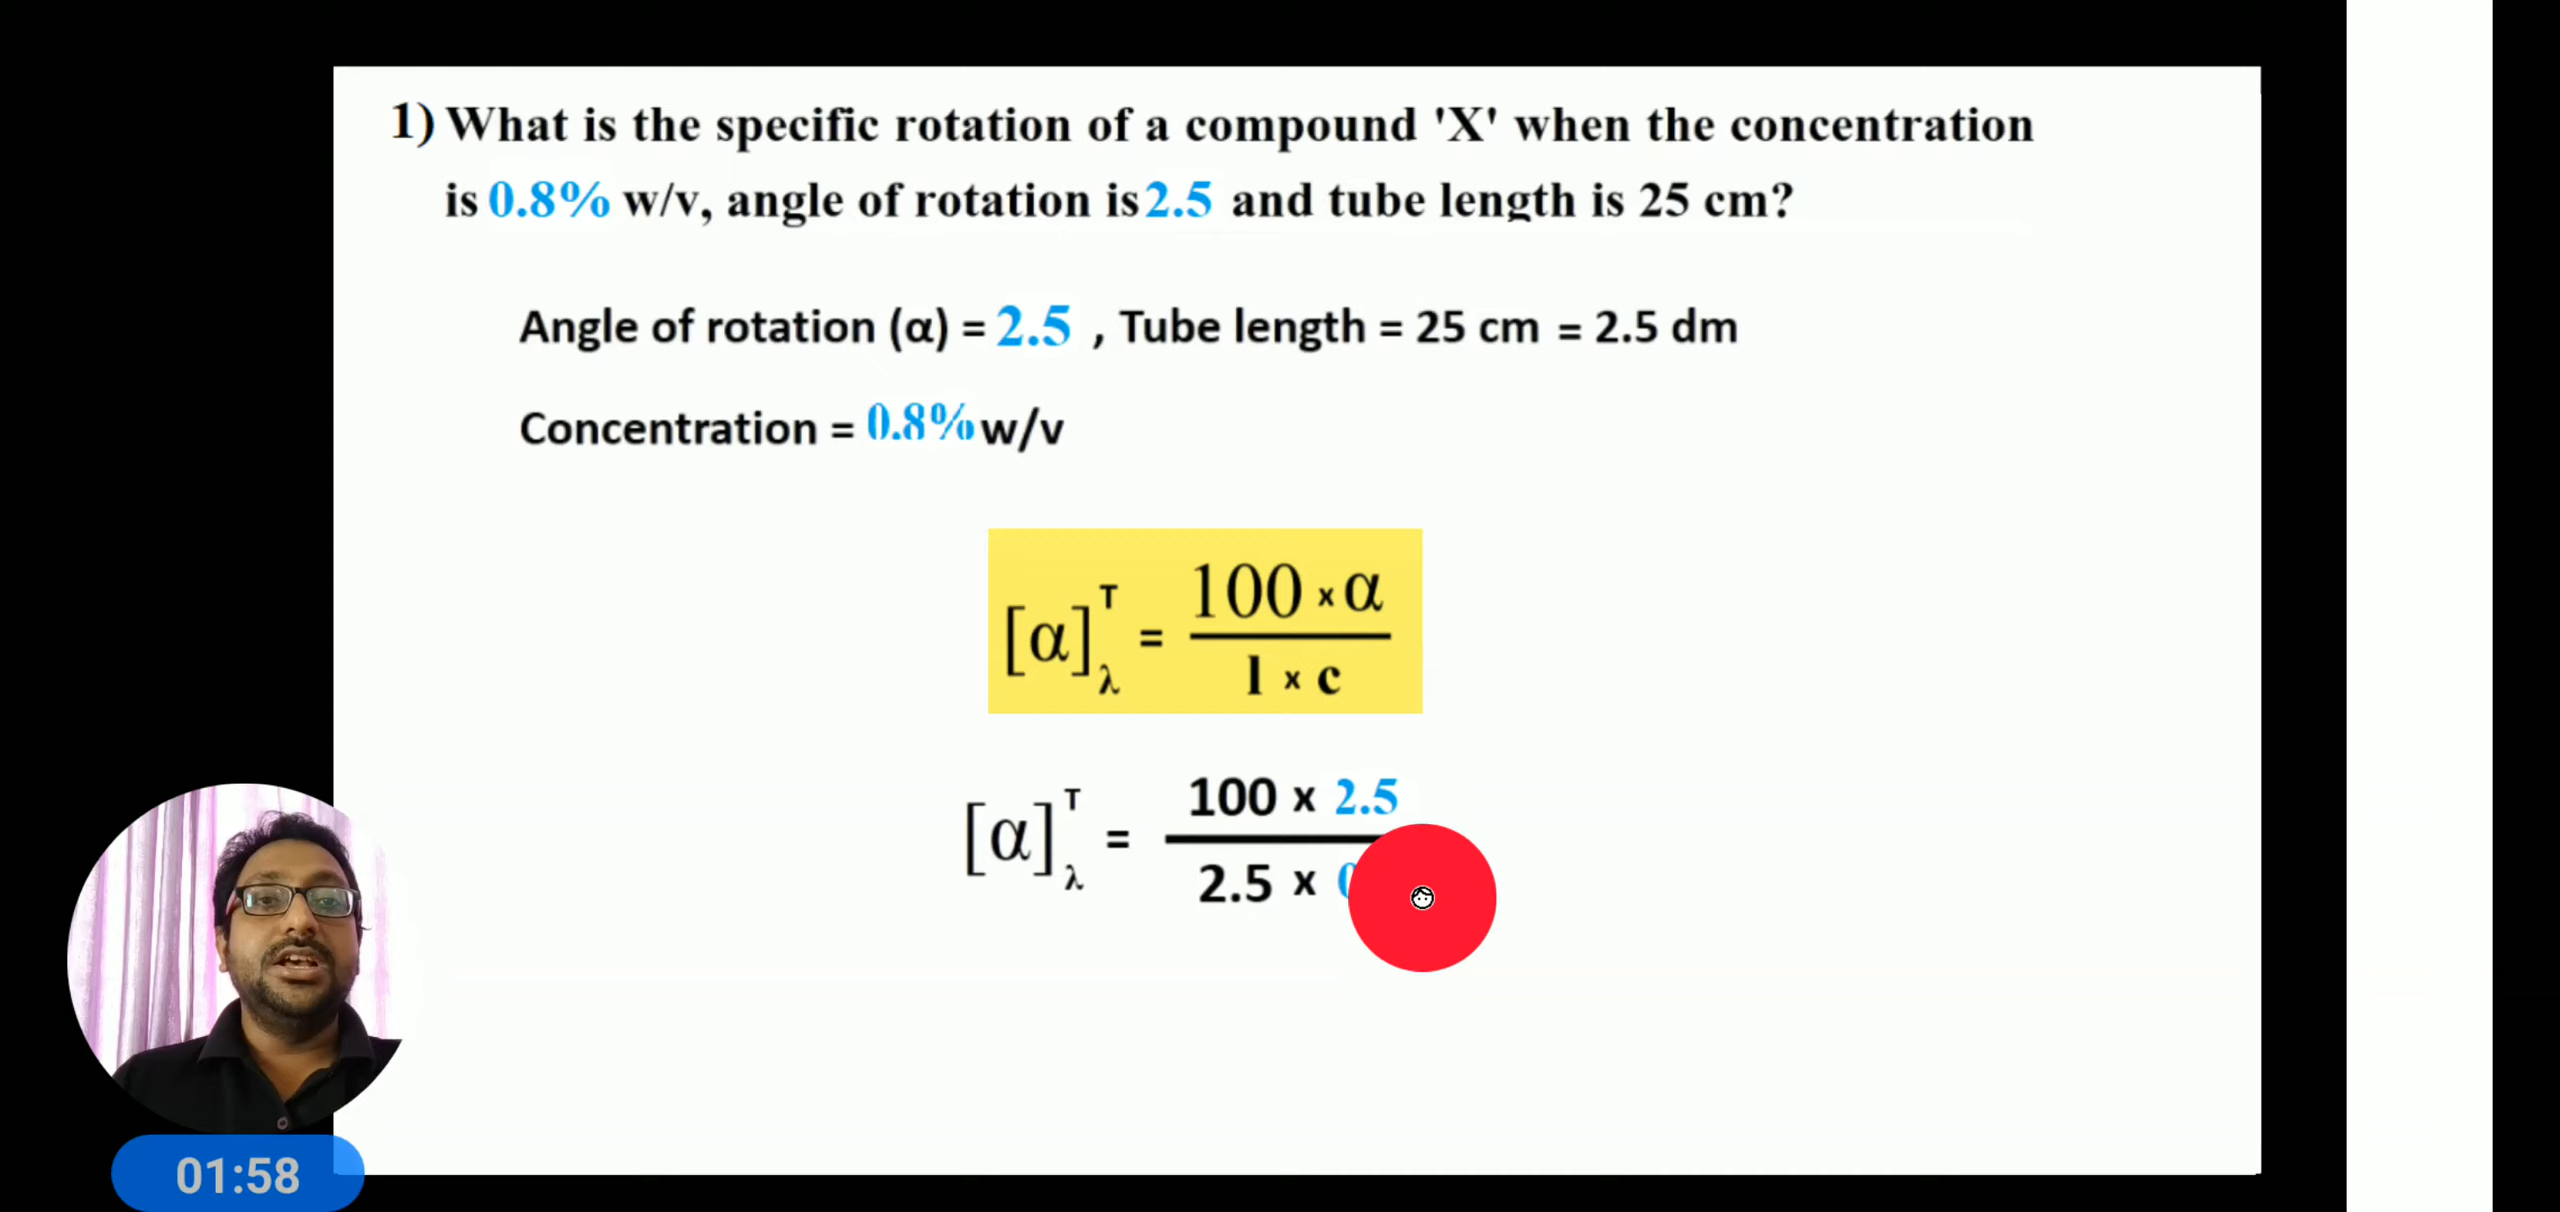 1) What is the specific rotation of a compound 'X' when the concentration
is 0.8% w/v, angle of rotation is 2.5 and tube length is 25 cm?
Angle of rotation (α) = 2.5 , Tube length = 25 cm = 2.5 dm
Concentration = 0.8% w/v
[α]
T
λ
=
100 x α
l x c
[α]
T
λ
=
100 x 2.5
2.5 x
01:58